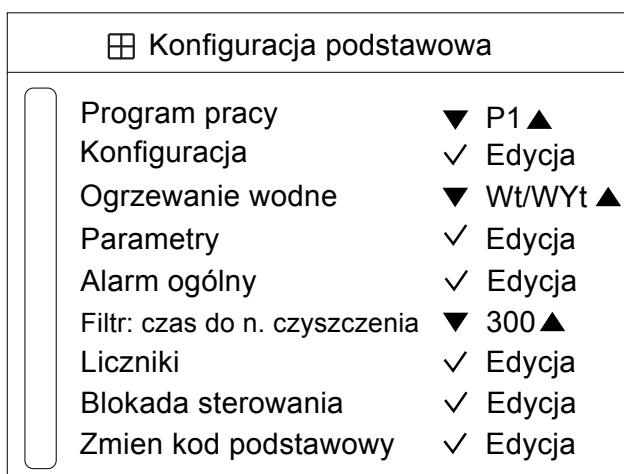 Konfiguracja podstawowa
Program pracy ▼ P1 ▲
Konfiguracja ✓ Edycja
Ogrzewanie wodne ▼ Wt/WYt ▲
Parametry ✓ Edycja
Alarm ogólny ✓ Edycja
Filtr: czas do n. czyszczenia ▼ 300 ▲
Liczniki ✓ Edycja
Blokada sterowania ✓ Edycja
Zmien kod podstawowy ✓ Edycja